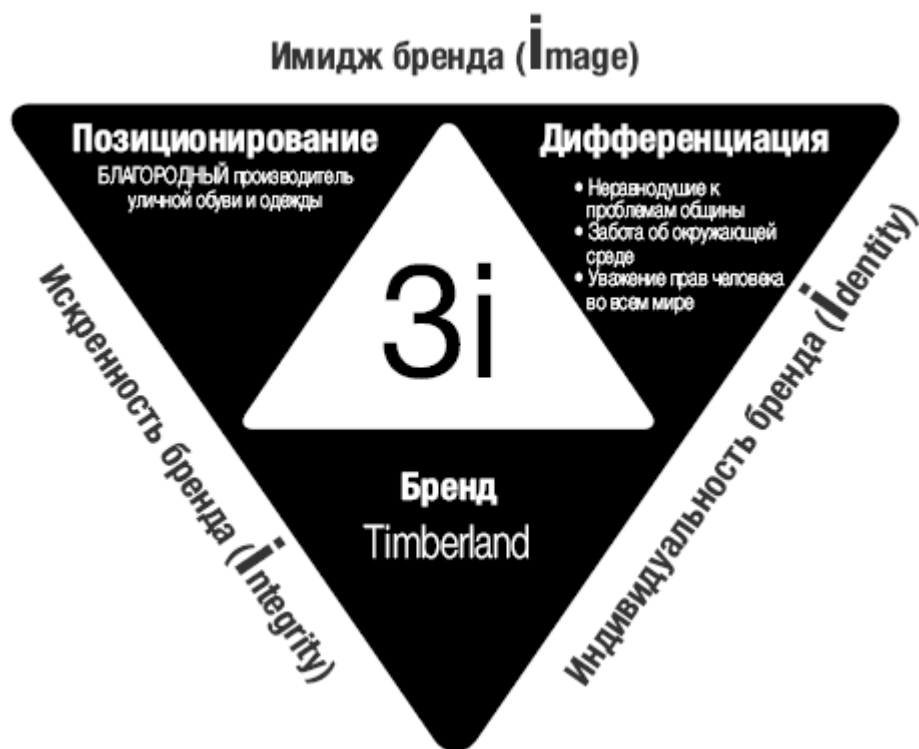 Имидж бренда (image)
Позиционирование
БЛАГОРОДНЫЙ производитель
уличной обуви и одежды
Дифференциация
• Неравнодушие к
проблемам общины
• Забота об окружающей
среде
• Уважение прав человека
во всем мире
3i
Искренность бренда (integrity)
Индивидуальность бренда (identity)
Бренд
Timberland